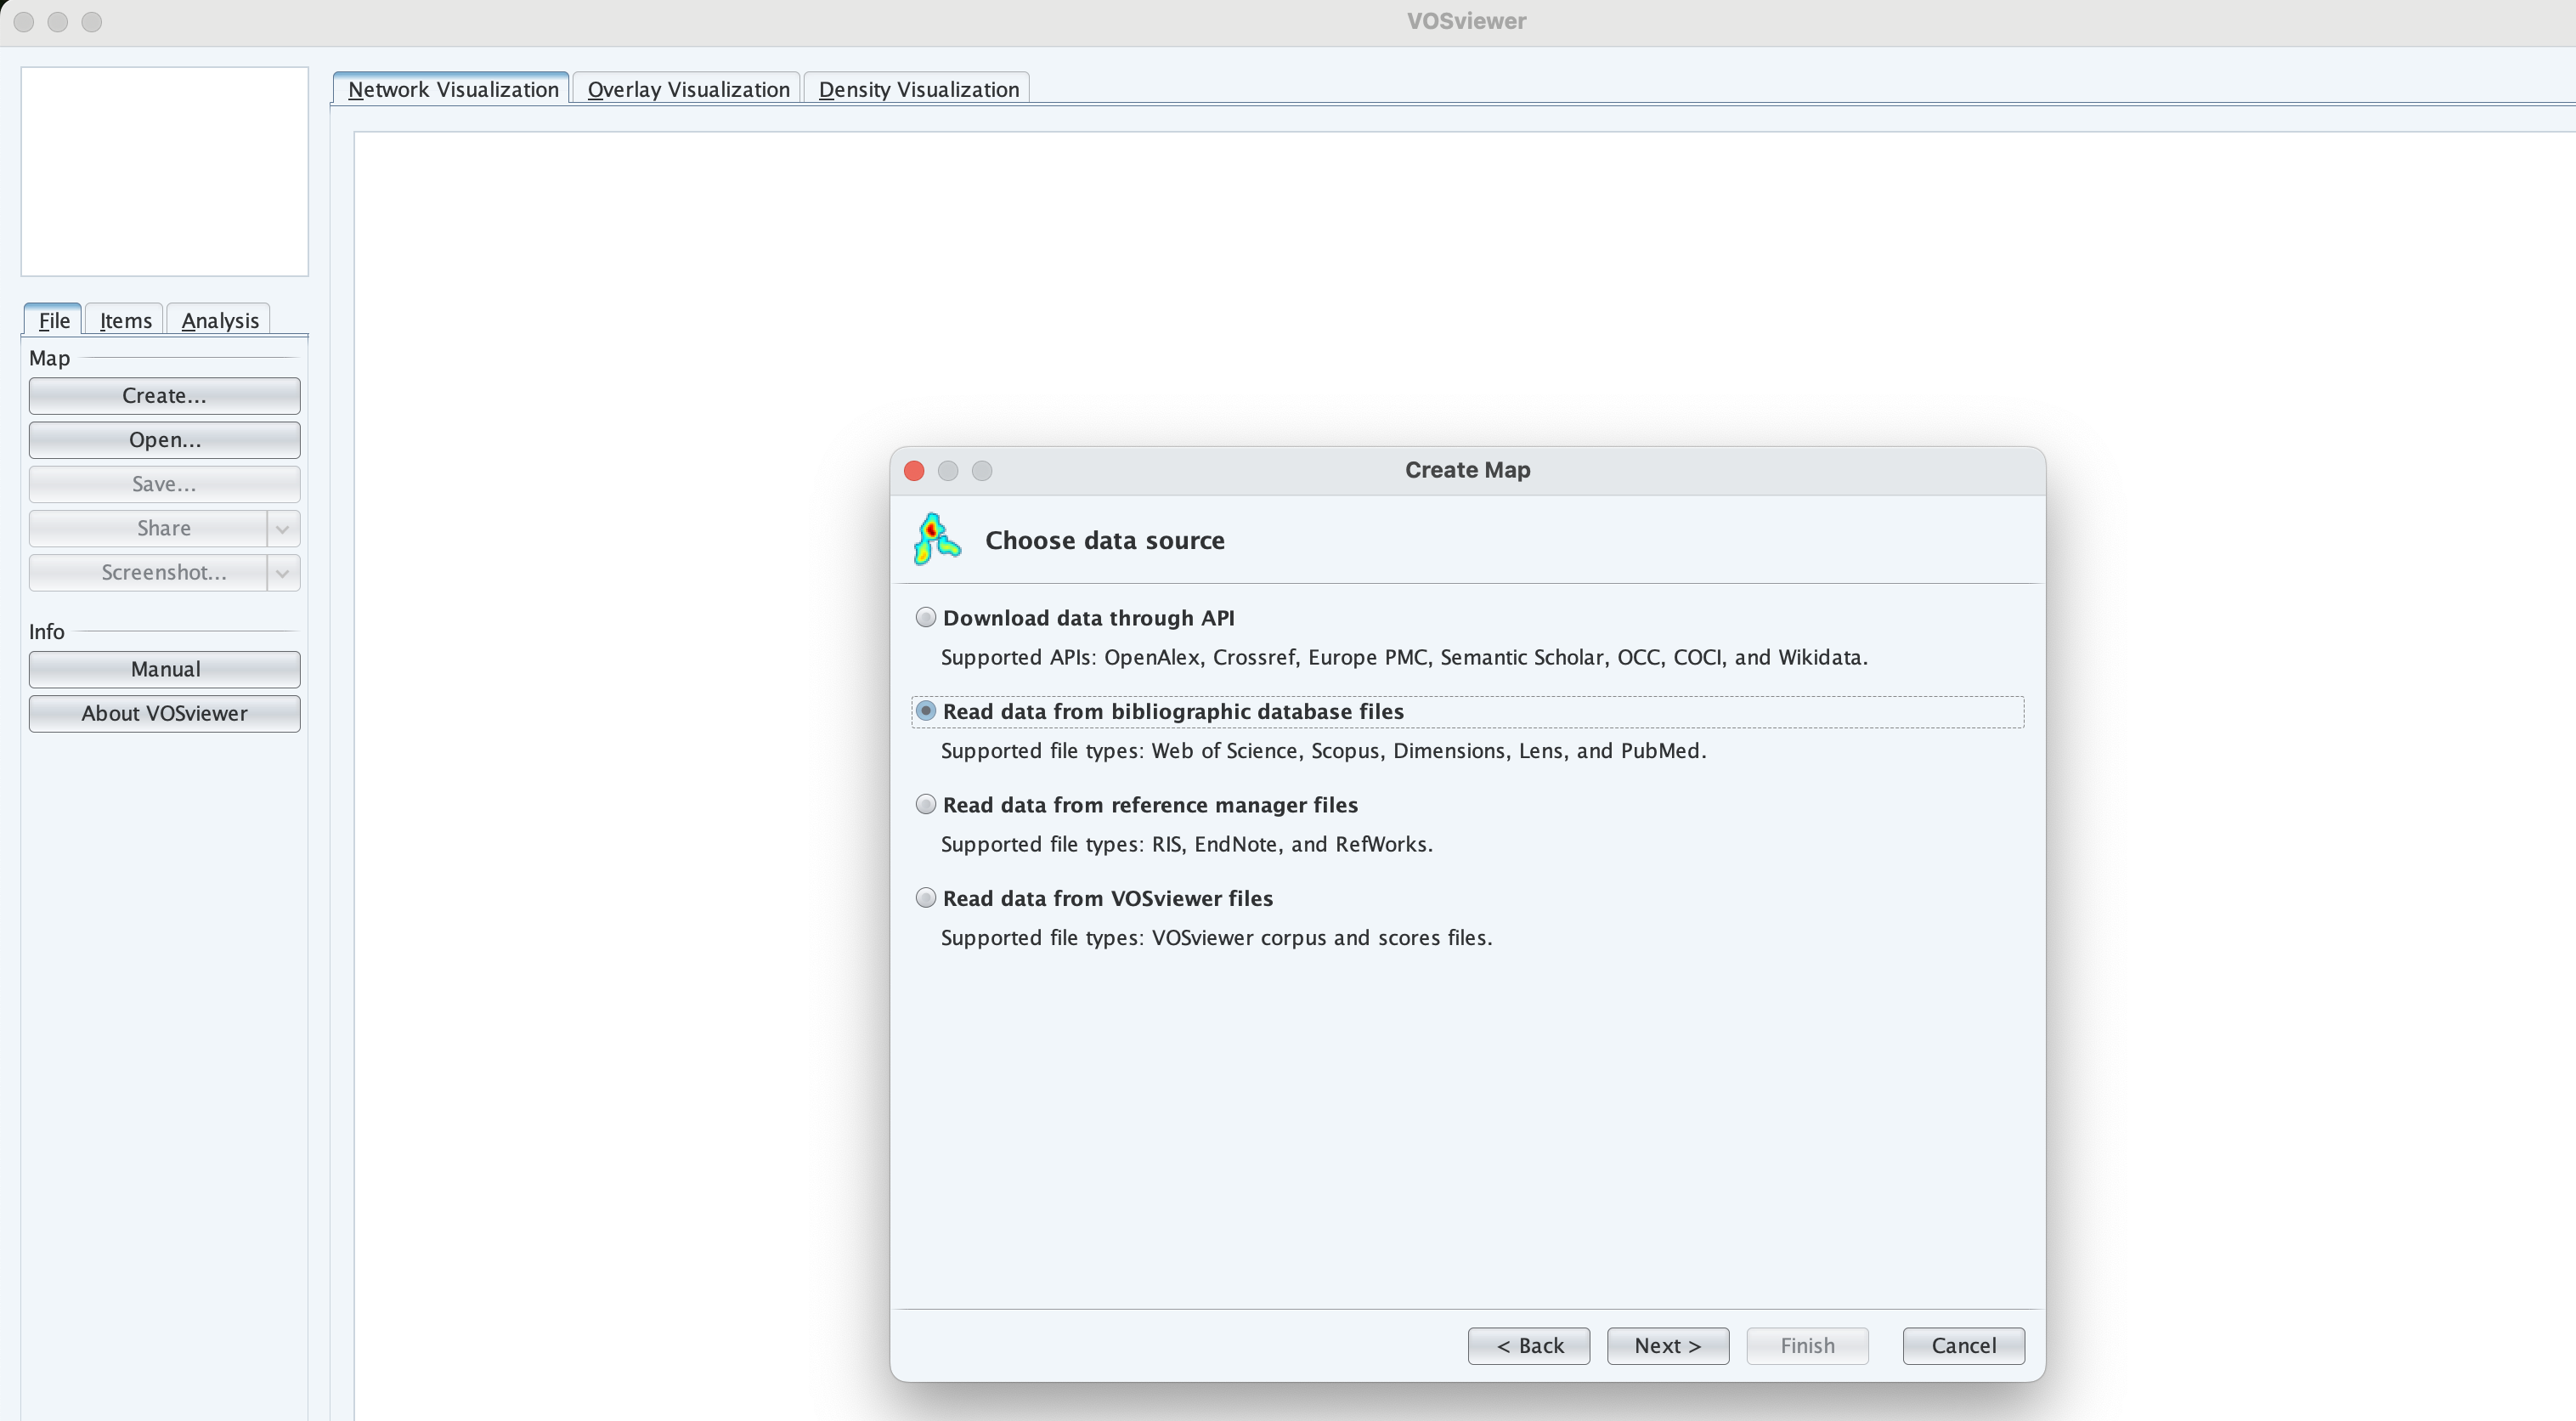 VOSviewer
Network Visualization
Overlay Visualization
Density Visualization
File
Items
Analysis
Map
Create...
Open...
Save...
Share
Screenshot...
Info
Manual
About VOSviewer
Create Map
Choose data source
Download data through API
Supported APIs: OpenAlex, Crossref, Europe PMC, Semantic Scholar, OCC, COCI, and Wikidata.
Read data from bibliographic database files
Supported file types: Web of Science, Scopus, Dimensions, Lens, and PubMed.
Read data from reference manager files
Supported file types: RIS, EndNote, and RefWorks.
Read data from VOSviewer files
Supported file types: VOSviewer corpus and scores files.
< Back
Next >
Finish
Cancel